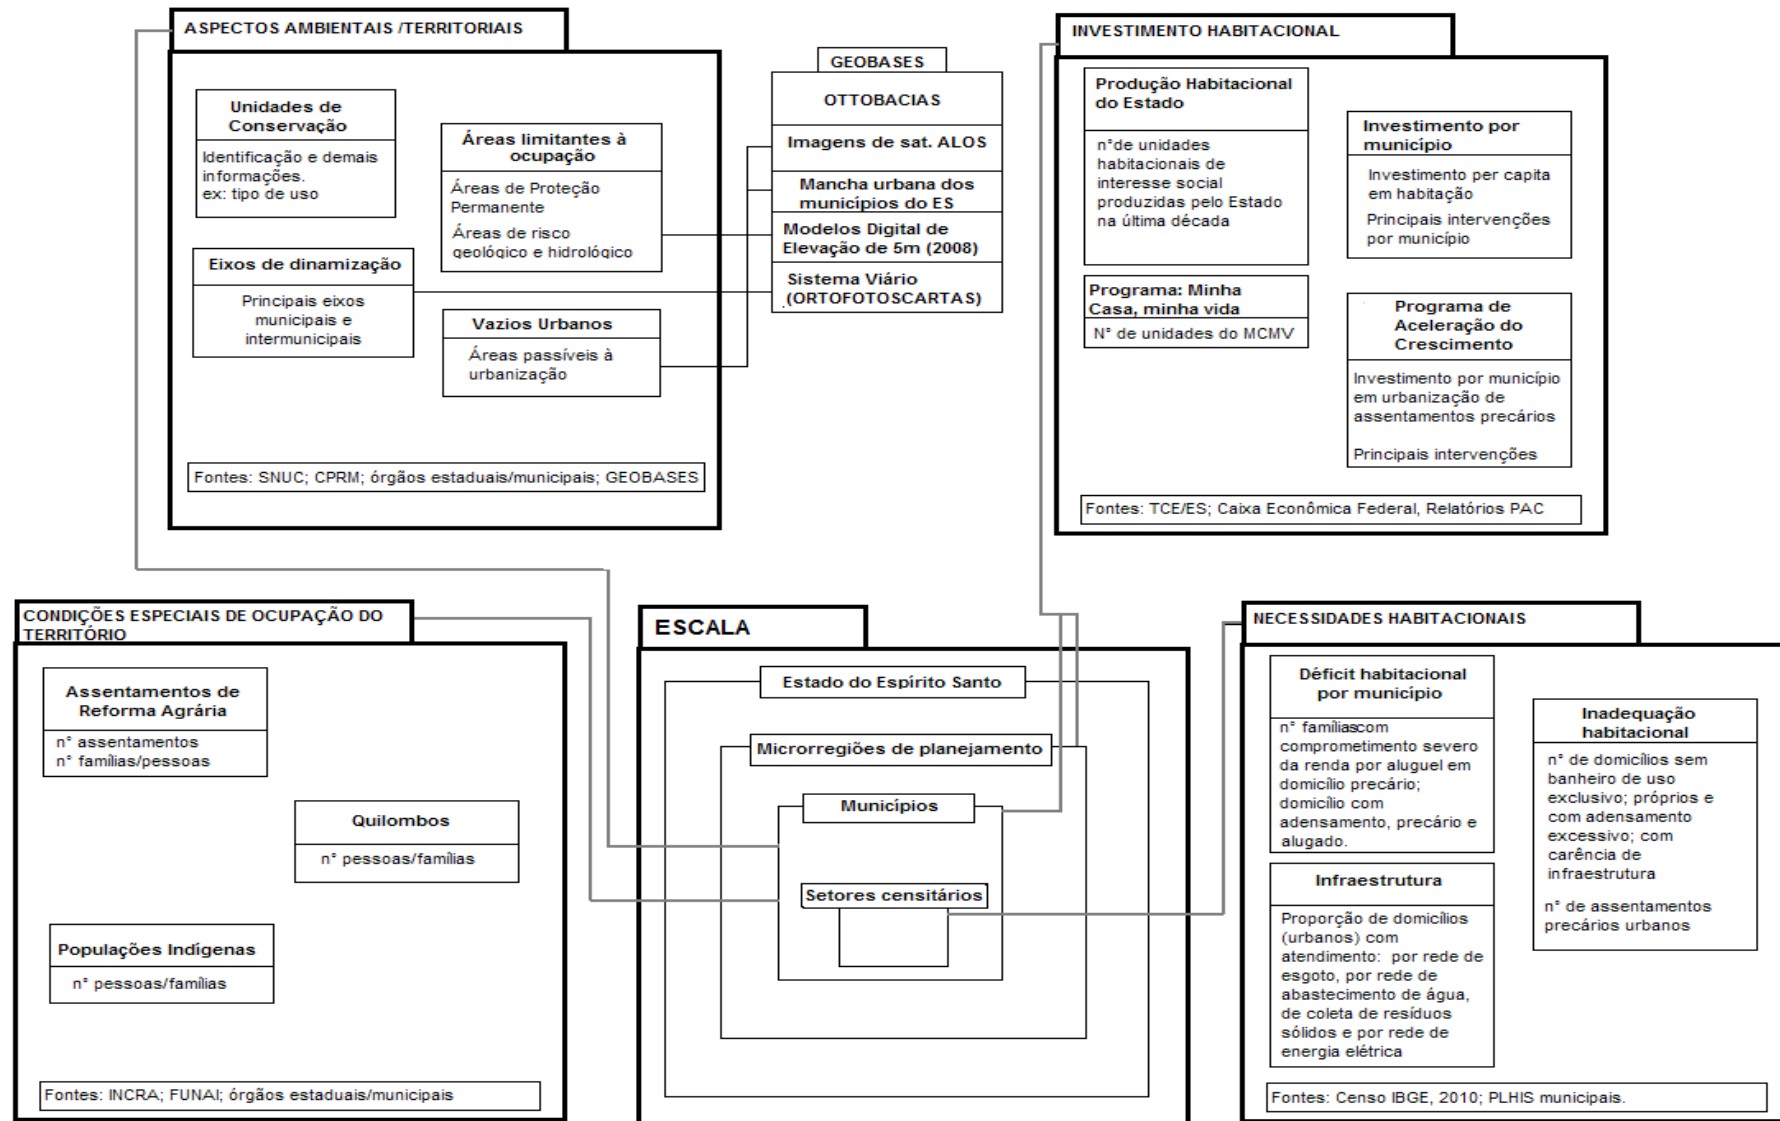 ASPECTOS AMBIENTAIS /TERRITORIAIS
Unidades de
Conservação
Identificação e demais
informações.
ex: tipo de uso
Áreas limitantes à
ocupação
Áreas de Proteção
Permanente
Áreas de risco
geológico e hidrológico
Eixos de dinamização
Principais eixos
municipais e
intermunicipais
Vazios Urbanos
Áreas passíveis à
urbanização
Fontes: SNUC; CPRM; órgãos estaduais/municipais; GEOBASES
GEOBASES
OTTOBACIAS
Imagens de sat. ALOS
Mancha urbana dos
municípios do ES
Modelos Digital de
Elevação de 5m (2008)
Sistema Viário
(ORTOFOTOSCARTAS)
INVESTIMENTO HABITACIONAL
Produção Habitacional
do Estado
n°de unidades
habitacionais de
interesse social
produzidas pelo Estado
na última década
Investimento por
município
Investimento per capita
em habitação
Principais intervenções
por município
Programa: Minha
Casa, minha vida
N° de unidades do MCMV
Programa de
Aceleração do
Crescimento
Investimento por município
em urbanização de
assentamentos precários
Principais intervenções
Fontes: TCE/ES; Caixa Econômica Federal, Relatórios PAC
CONDIÇÕES ESPECIAIS DE OCUPAÇÃO DO
TERRITÓRIO
Assentamentos de
Reforma Agrária
n° assentamentos
n° famílias/pessoas
Quilombos
n° pessoas/famílias
Populações Indígenas
n° pessoas/famílias
Fontes: INCRA; FUNAI; órgãos estaduais/municipais
ESCALA
Estado do Espírito Santo
Microrregiões de planejamento
Municípios
Setores censitários
NECESSIDADES HABITACIONAIS
Déficit habitacional
por município
n° famíliascom
comprometimento severo
da renda por aluguel em
domicílio precário;
domicílio com
adensamento, precário e
alugado.
Inadequação
habitacional
n° de domicílios sem
banheiro de uso
exclusivo; próprios e
com adensamento
excessivo; com
carência de
infraestrutura
n° de assentamentos
precários urbanos
Infraestrutura
Proporção de domicílios
(urbanos) com
atendimento: por rede de
esgoto, por rede de
abastecimento de água,
de coleta de resíduos
sólidos e por rede de
energia elétrica
Fontes: Censo IBGE, 2010; PLHIS municipais.